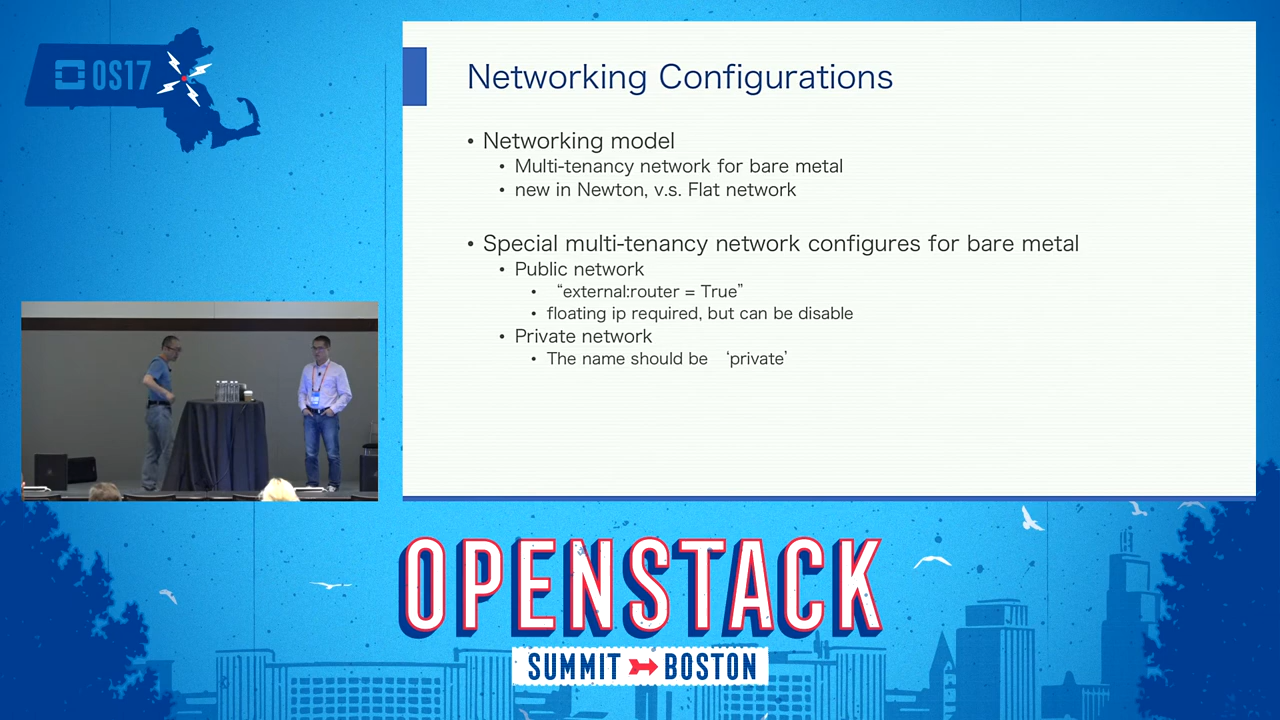 OS17
Networking Configurations
• Networking model
• Multi-tenancy network for bare metal
• new in Newton, v.s. Flat network
• Special multi-tenancy network configures for bare metal
• Public network
• “external:router = True”
• floating ip required, but can be disable
• Private network
• The name should be ‘private’
OPENSTACK
SUMMIT BOSTON